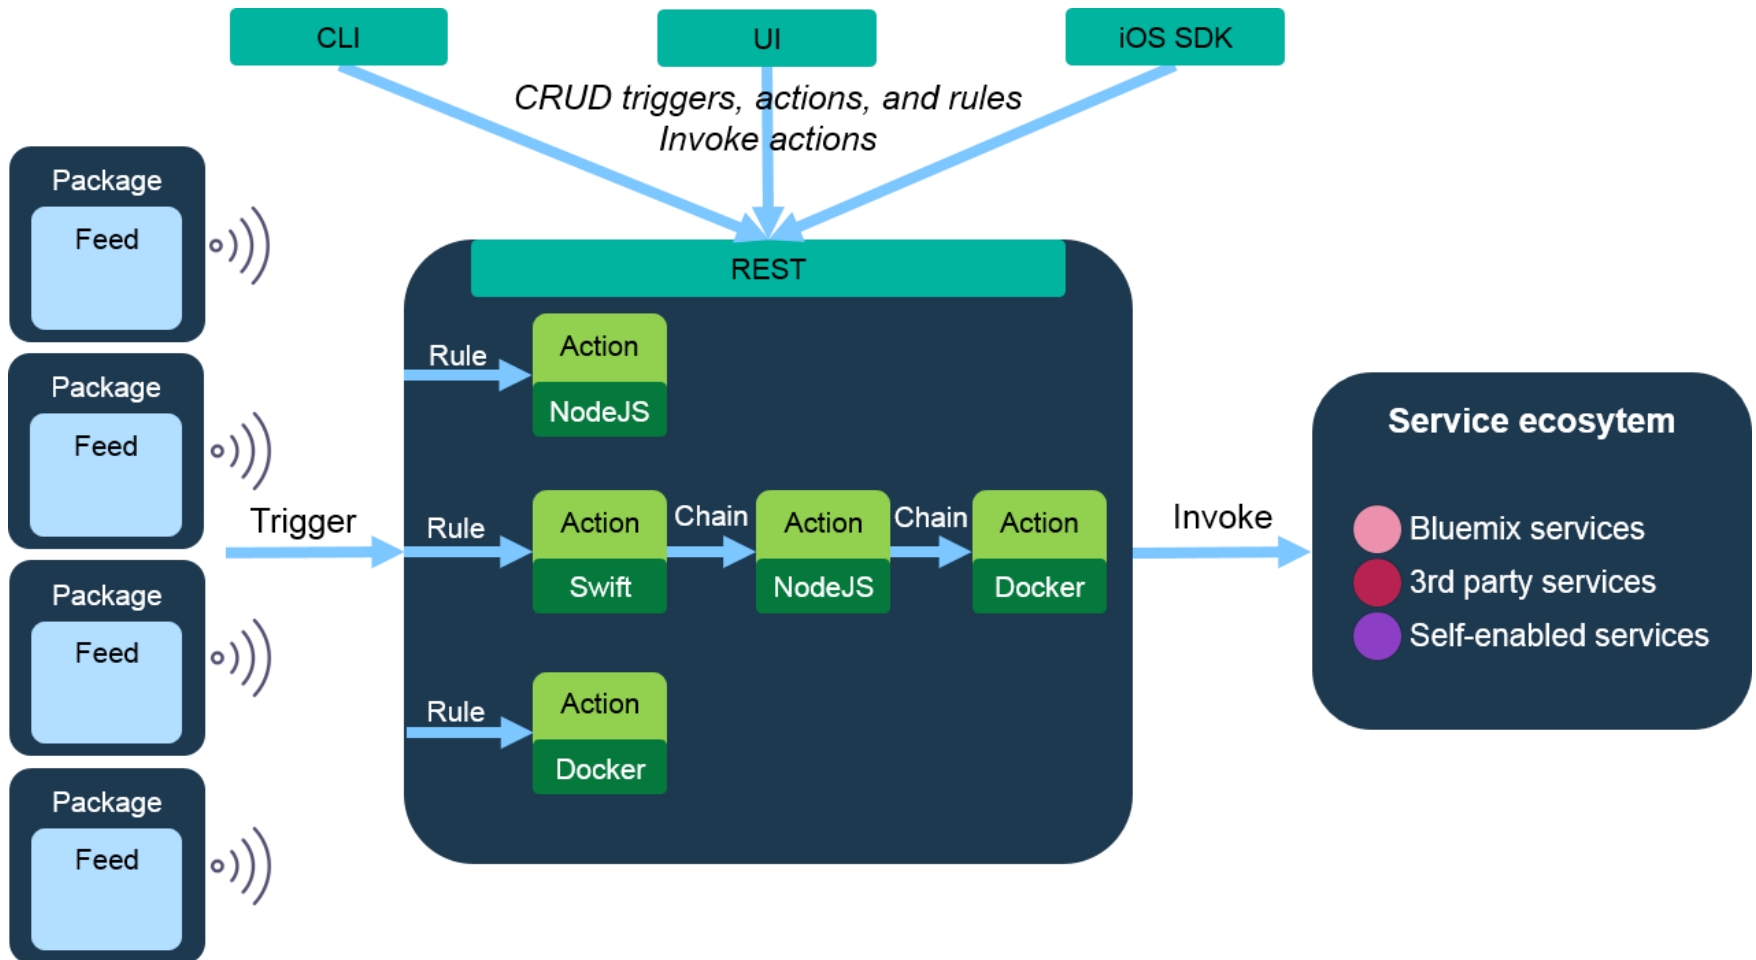 CLI
UI
iOS SDK
CRUD triggers, actions, and rules
Invoke actions
Package
Feed
Package
Feed
Package
Feed
Package
Feed
Trigger
REST
Rule
Action
NodeJS
Rule
Action
Swift
Chain
Action
NodeJS
Chain
Action
Docker
Rule
Action
Docker
Invoke
Service ecosytem
Bluemix services
3rd party services
Self-enabled services